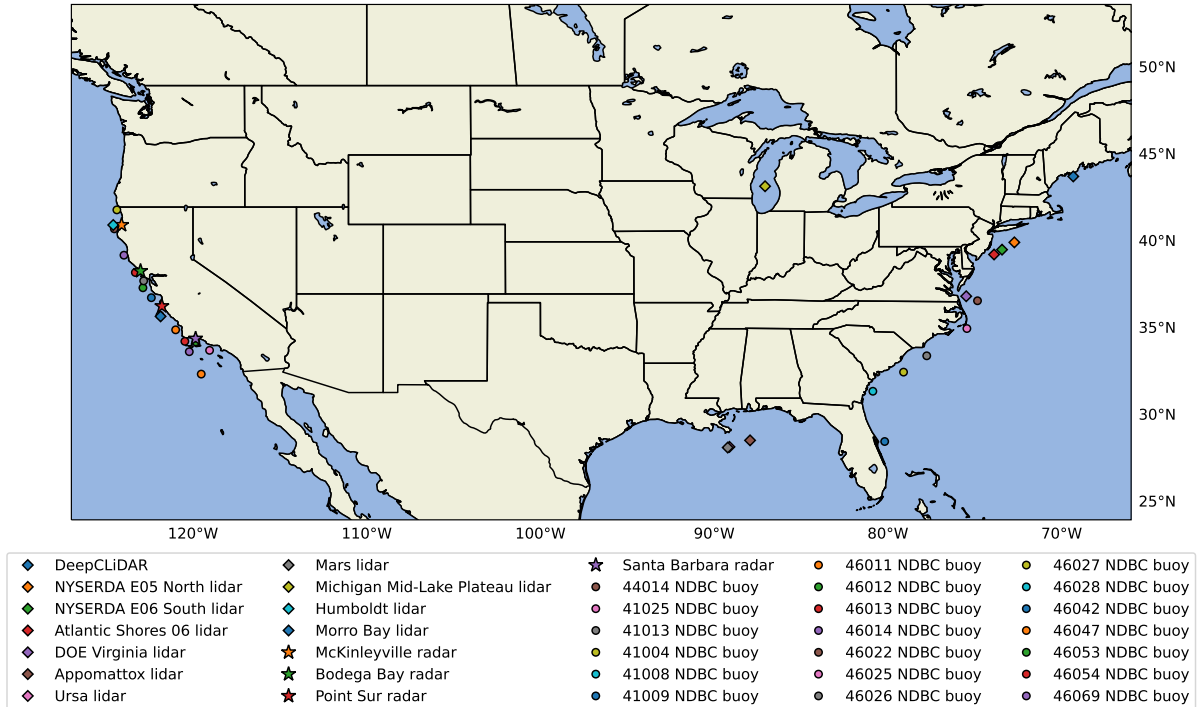 50°N
45°N
40°N
35°N
30°N
25°N
120°W 110°W 100°W 90°W 80°W 70°W
DeepCLiDAR
NYSERDA E05 North lidar
NYSERDA E06 South lidar
Atlantic Shores 06 lidar
DOE Virginia lidar
Appomattox lidar
Ursa lidar
Mars lidar
Michigan Mid-Lake Plateau lidar
Humboldt lidar
Morro Bay lidar
McKinleyville radar
Bodega Bay radar
Point Sur radar
Santa Barbara radar
44014 NDBC buoy
41025 NDBC buoy
41013 NDBC buoy
41004 NDBC buoy
41008 NDBC buoy
41009 NDBC buoy
46011 NDBC buoy
46012 NDBC buoy
46013 NDBC buoy
46014 NDBC buoy
46022 NDBC buoy
46025 NDBC buoy
46026 NDBC buoy
46027 NDBC buoy
46028 NDBC buoy
46042 NDBC buoy
46047 NDBC buoy
46053 NDBC buoy
46054 NDBC buoy
46069 NDBC buoy